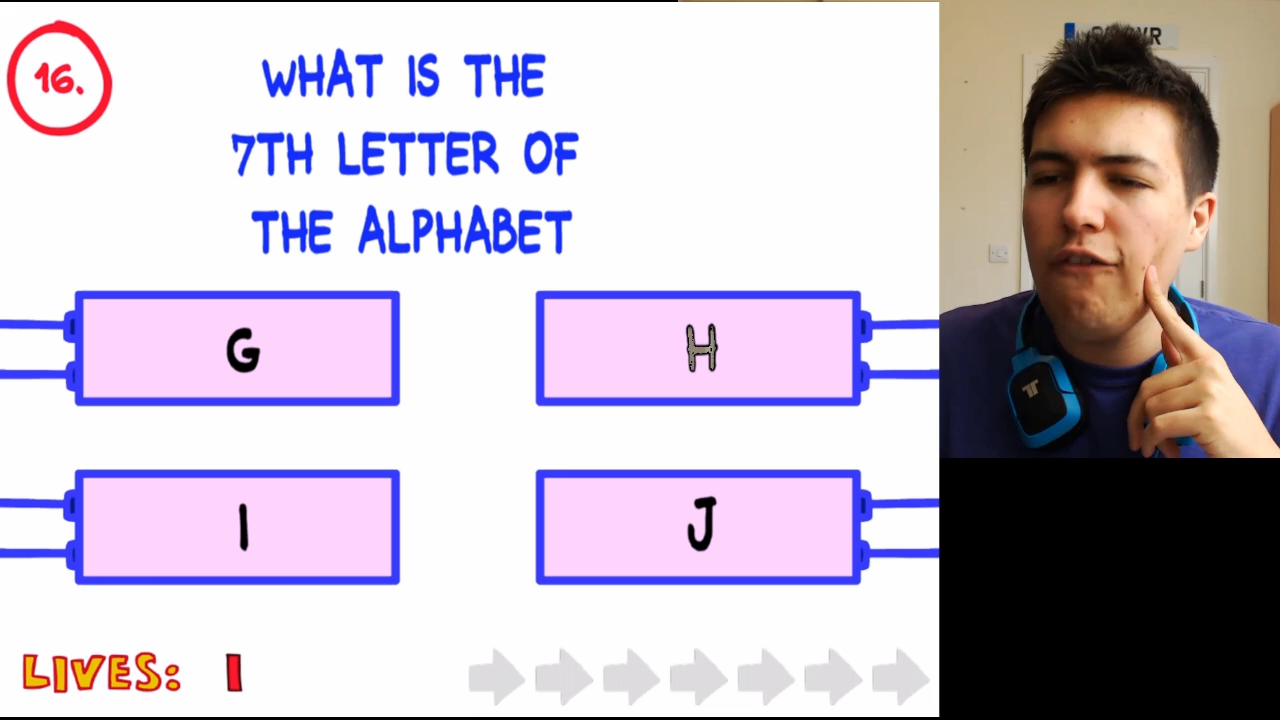 16.
WHAT IS THE
7TH LETTER OF
THE ALPHABET
G
H
I
J
LIVES: 1